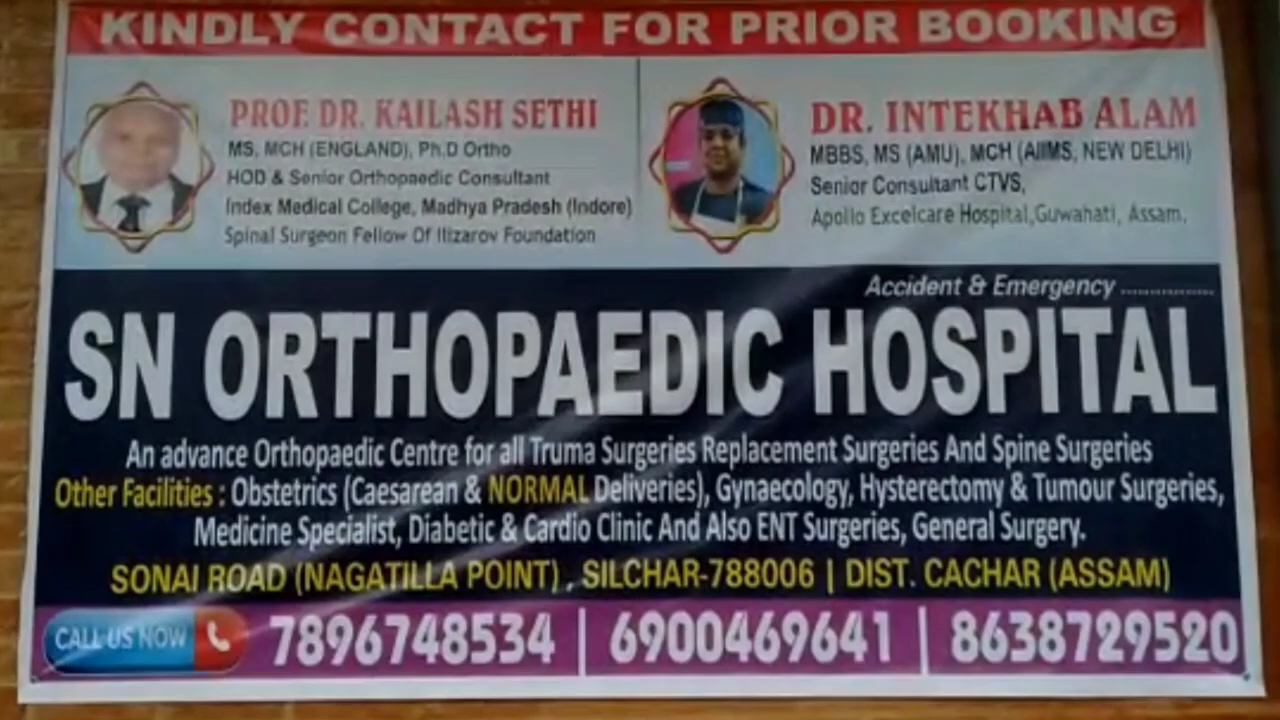 KINDLY CONTACT FOR PRIOR BOOKING
PROF. DR. KAILASH SETHI
MS, MCH (ENGLAND), Ph.D Ortho
HOD & Senior Orthopaedic Consultant
Index Medical College, Madhya Pradesh (Indore)
Spinal Surgeon Fellow Of Ilizarov Foundation
DR. INTEKHAB ALAM
MBBS, MS (AMU), MCH (AIIMS, NEW DELHI)
Senior Consultant CTVS,
Apollo Excelcare Hospital,Guwahati, Assam.
Accident & Emergency ................
SN ORTHOPAEDIC HOSPITAL
An advance Orthopaedic Centre for all Truma Surgeries Replacement Surgeries And Spine Surgeries
Other Facilities : Obstetrics (Caesarean & NORMAL Deliveries), Gynaecology, Hysterectomy & Tumour Surgeries,
Medicine Specialist, Diabetic & Cardio Clinic And Also ENT Surgeries, General Surgery.
SONAI ROAD (NAGATILLA POINT) , SILCHAR-788006 | DIST. CACHAR (ASSAM)
CALL US NOW 7896748534 | 6900469641 | 8638729520